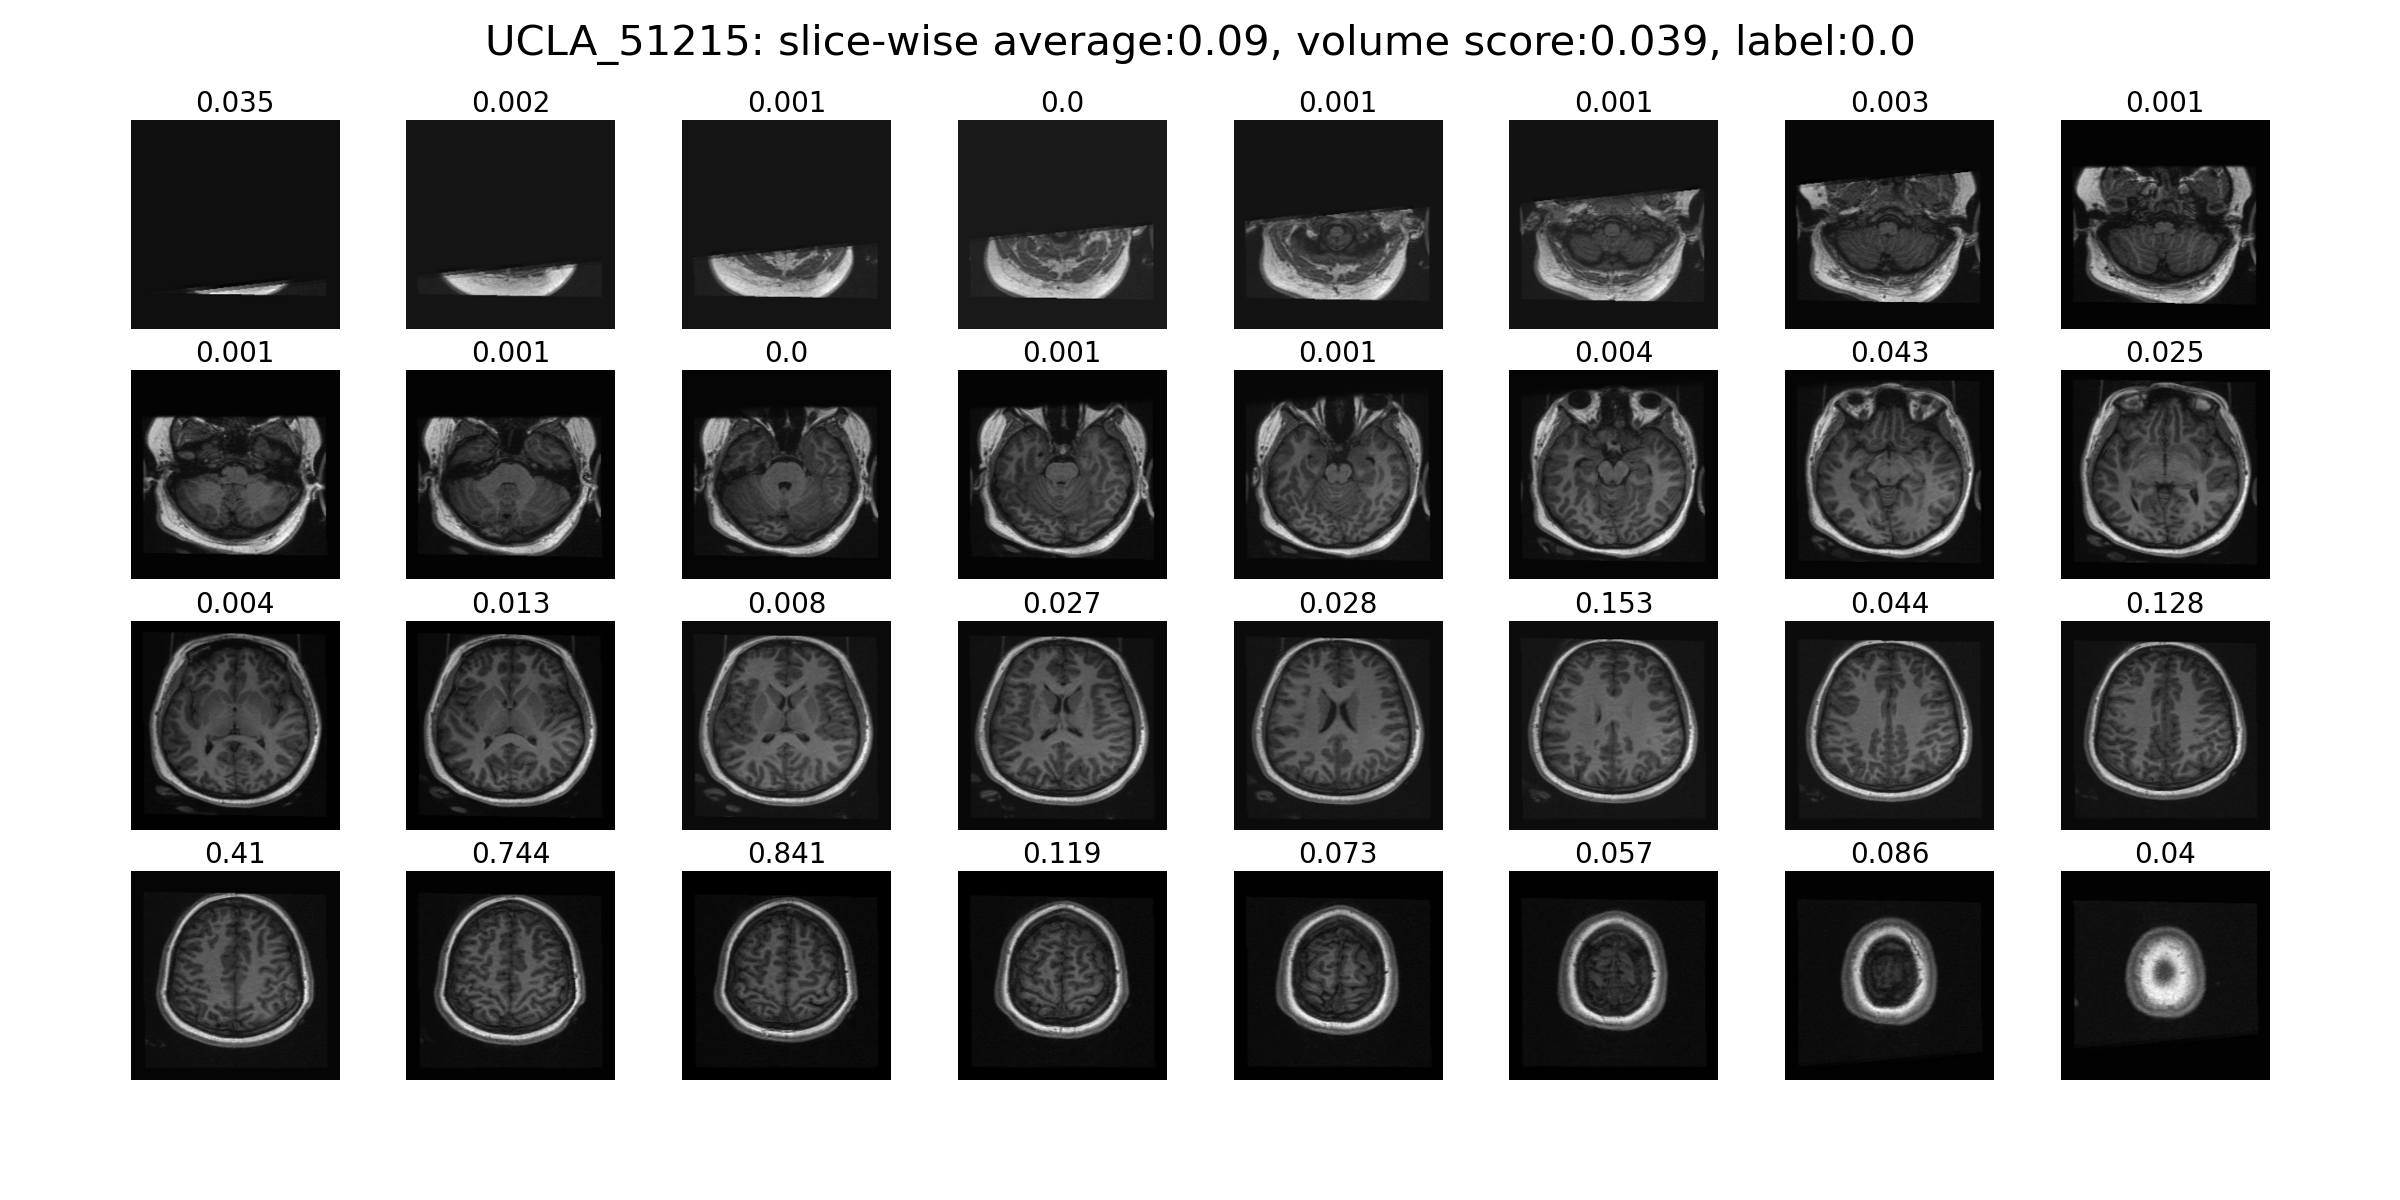 UCLA_51215: slice-wise average:0.09, volume score:0.039, label:0.0
0.035 0.002 0.001 0.0 0.001 0.001 0.003 0.001
0.001 0.001 0.0 0.001 0.001 0.004 0.043 0.025
0.004 0.013 0.008 0.027 0.028 0.153 0.044 0.128
0.41 0.744 0.841 0.119 0.073 0.057 0.086 0.04